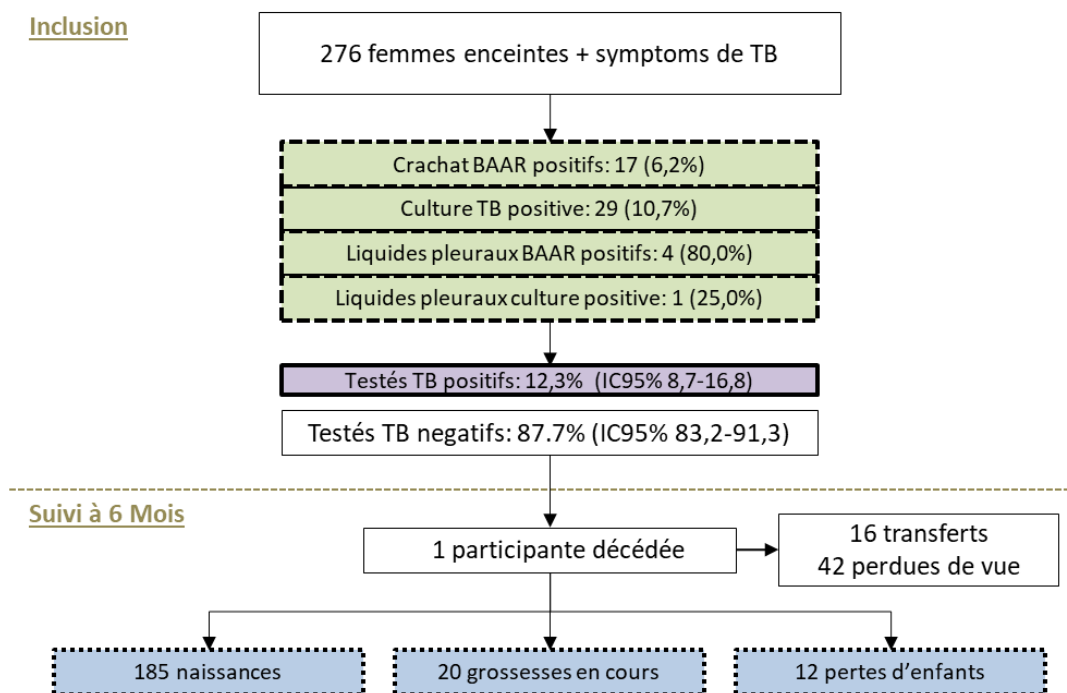 Inclusion
276 femmes enceintes + symptoms de TB
Crachat BAAR positifs: 17 (6,2%)
Culture TB positive: 29 (10,7%)
Liquides pleuraux BAAR positifs: 4 (80,0%)
Liquides pleuraux culture positive: 1 (25,0%)
Testés TB positifs: 12,3% (IC95% 8,7-16,8)
Testés TB negatifs: 87.7% (IC95% 83,2-91,3)
Suivi à 6 Mois
1 participante décédée
16 transferts
42 perdues de vue
185 naissances
20 grossesses en cours
12 pertes d’enfants